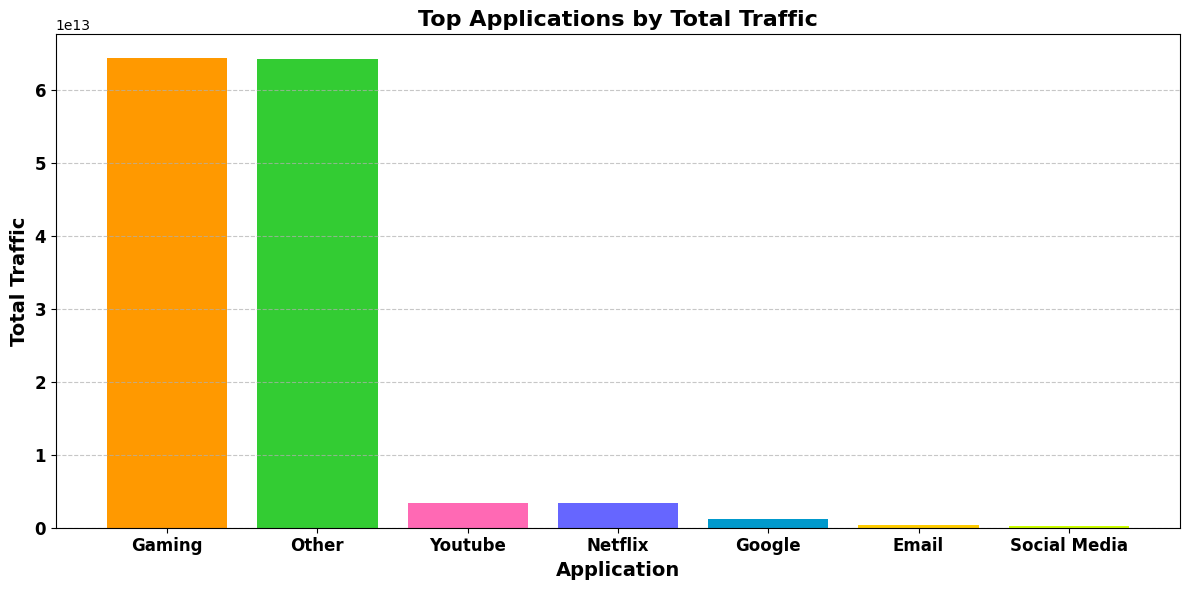 Top Applications by Total Traffic
1e13
6
5
4
3
2
1
0
Total Traffic
Gaming Other Youtube Netflix Google Email Social Media
Application